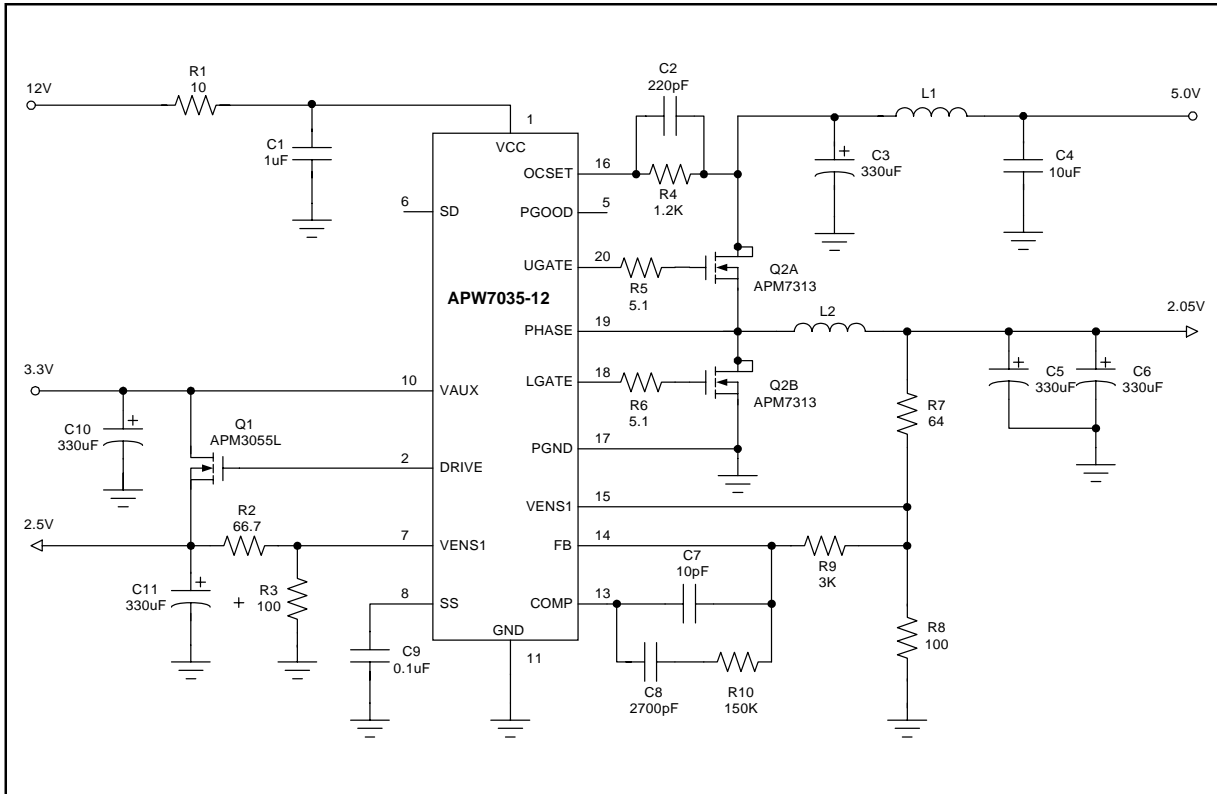 12V
R1
10
C1
1uF
1
VCC
C2
220pF
16
OCSET
R4
1.2K
L1
5.0V
C3
+
330uF
C4
10uF
6
SD
5
PGOOD
20
UGATE
R5
5.1
Q2A
APM7313
APW7035-12
19
PHASE
L2
2.05V
18
LGATE
R6
5.1
Q2B
APM7313
C5
+
330uF
C6
+
330uF
R7
64
3.3V
10
VAUX
C10
+
330uF
Q1
APM3055L
2
DRIVE
17
PGND
15
VENS1
2.5V
R2
66.7
7
VENS1
14
FB
R9
3K
C11
+
330uF
+
R3
100
8
SS
C9
0.1uF
13
COMP
C7
10pF
C8
2700pF
R10
150K
R8
100
GND
11